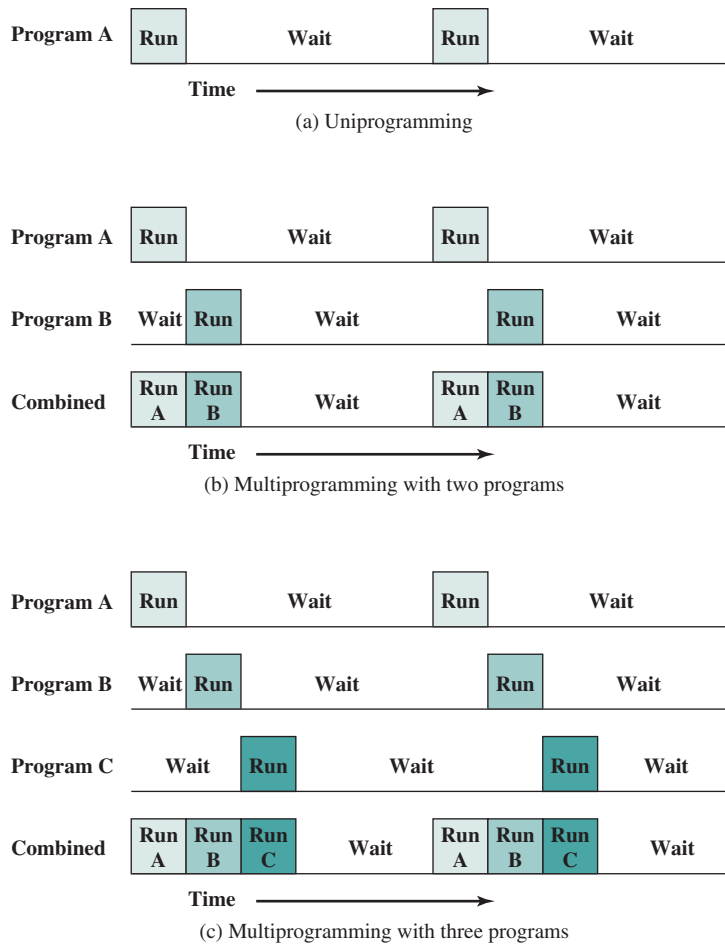 Program A Run Wait Run Wait
Time
(a) Uniprogramming
Program A Run Wait Run Wait
Program B Wait Run Wait Run Wait
Combined Run A Run B Wait Run A Run B Wait
Time
(b) Multiprogramming with two programs
Program A Run Wait Run Wait
Program B Wait Run Wait Run Wait
Program C Wait Run Wait Run Wait
Combined Run A Run B Run C Wait Run A Run B Run C Wait
Time
(c) Multiprogramming with three programs